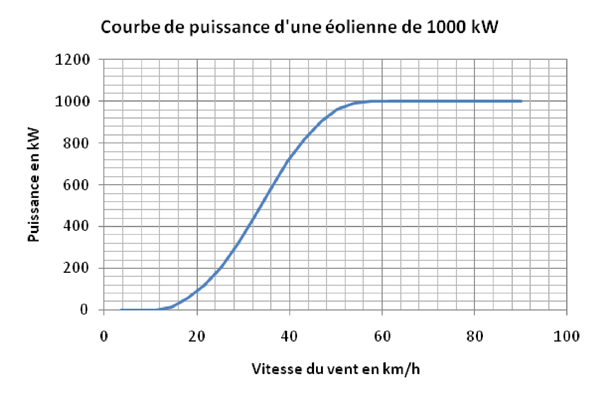 Courbe de puissance d'une éolienne de 1000 kW
Puissance en kW
1200
1000
800
600
400
200
0
0 20 40 60 80 100
Vitesse du vent en km/h